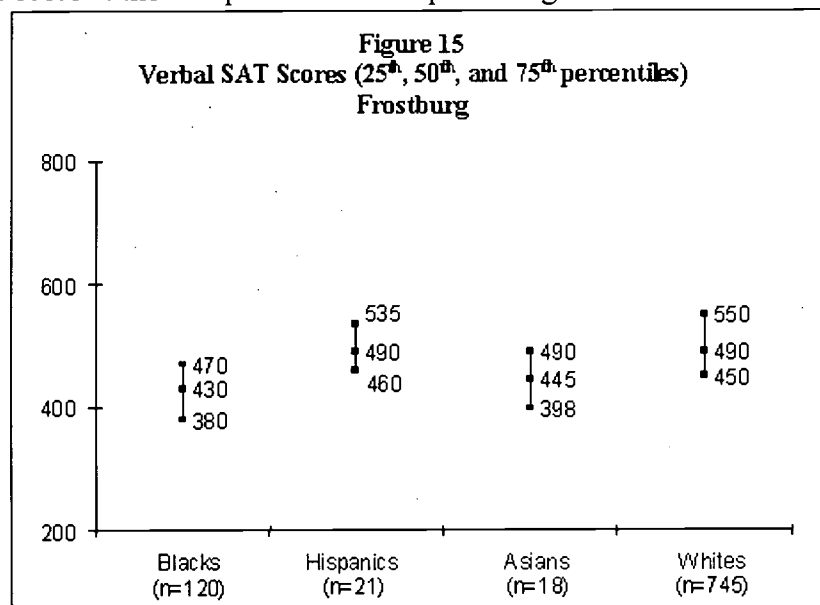 Figure 15
Verbal SAT Scores (25th, 50th, and 75th percentiles)
Frostburg
800
600
400
200
470
430
380
535
490
460
490
445
398
550
490
450
Blacks
(n=120)
Hispanics
(n=21)
Asians
(n=18)
Whites
(n=745)